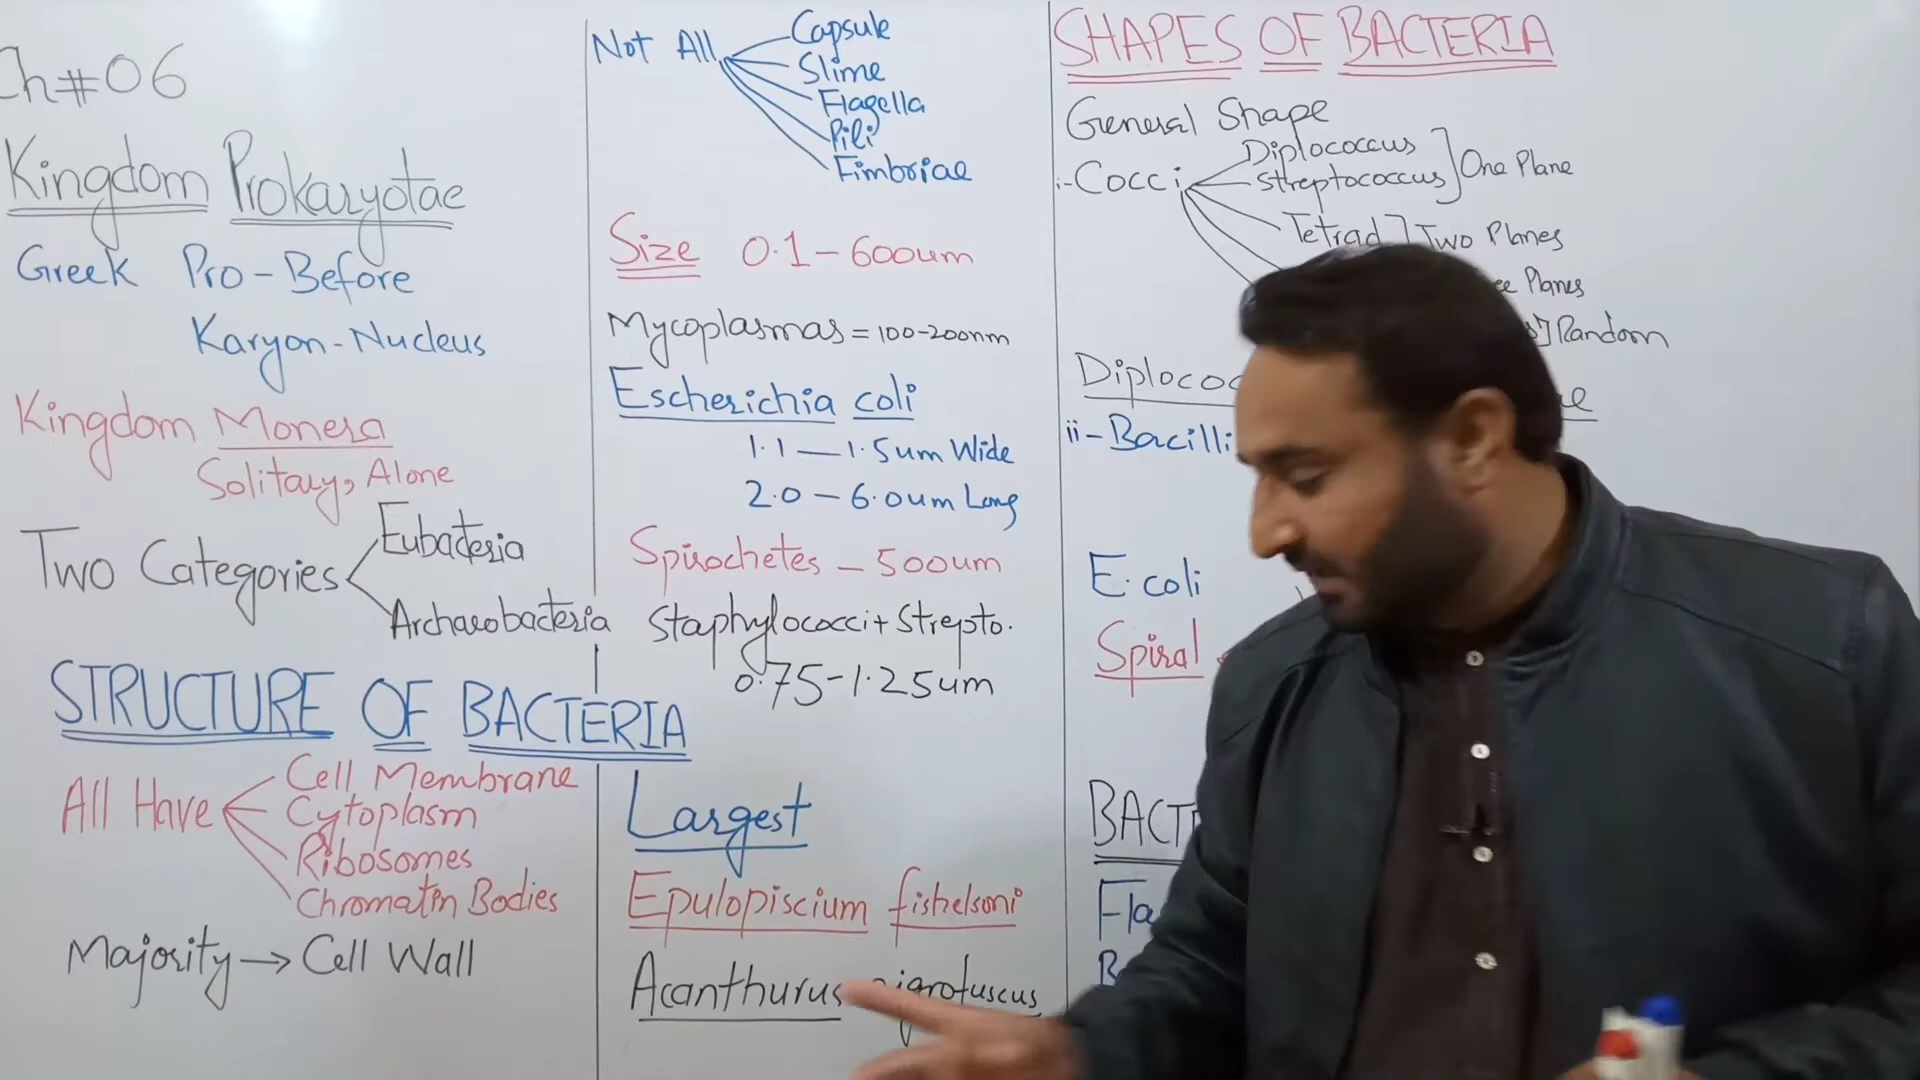 Ch#06
Kingdom Prokaryotae
Greek Pro-Before
Karyon-Nucleus
Kingdom Monera
Solitary, Alone
Two Categories
Eubacteria
Archaeobacteria
STRUCTURE OF BACTERIA
All Have
Cell Membrane
Cytoplasm
Ribosomes
Chromatin Bodies
Majority → Cell Wall
Not All
Capsule
Slime
Flagella
Pili
Fimbriae
Size 0.1-600um
Mycoplasmas = 100-200nm
Escherichia coli
1.1-1.5um Wide
2.0-6.0um Long
Spirochetes - 500um
Staphylococci + Strepto.
0.75-1.25um
Largest
Epulopiscium fishelsoni
Acanthurus nigrofuscus
SHAPES OF BACTERIA
General Shape
i- Cocci
Diplococcus
Streptococcus
One Plane
Tetrad
Two Planes
Planes
Random
ii- Bacilli
E. coli
Spiral